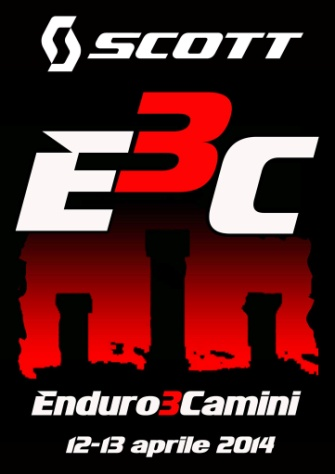 SCOTT
E3C
Enduro3Camini
12-13 aprile 2014